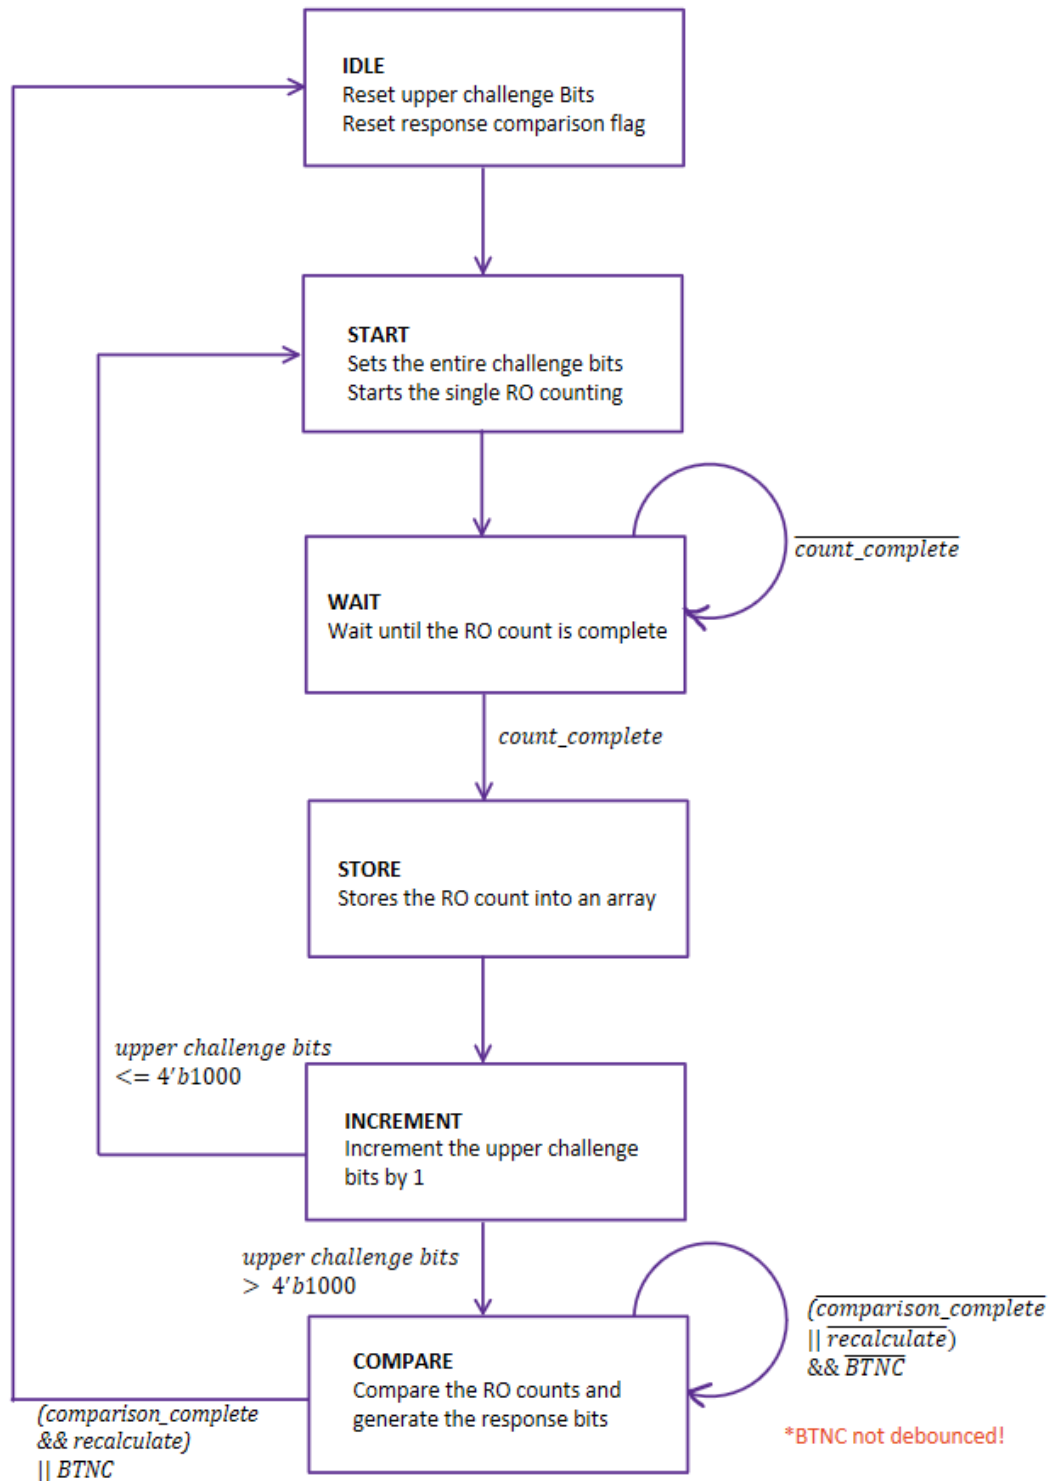 IDLE
Reset upper challenge Bits
Reset response comparison flag
START
Sets the entire challenge bits
Starts the single RO counting
WAIT
Wait until the RO count is complete
count_complete
count_complete
STORE
Stores the RO count into an array
upper challenge bits
<= 4'b1000
INCREMENT
Increment the upper challenge
bits by 1
upper challenge bits
> 4'b1000
COMPARE
Compare the RO counts and
generate the response bits
(comparison_complete
|| recalculate)
&& BTNC
(comparison_complete
&& recalculate)
|| BTNC
*BTNC not debounced!